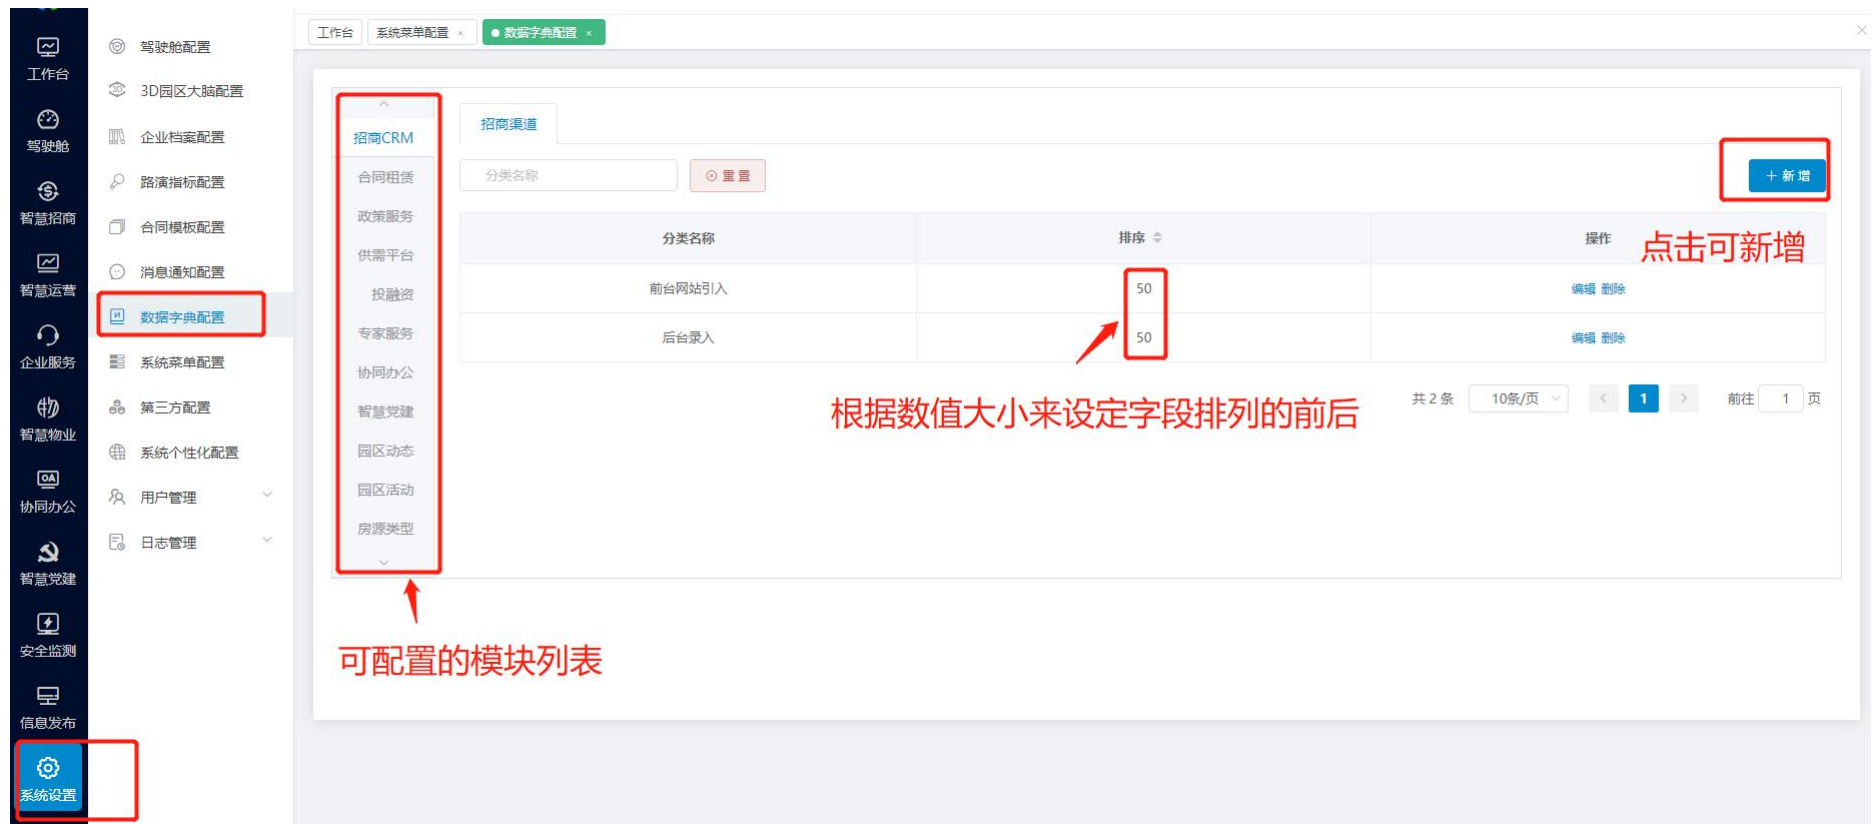 工作台
驾驶舱
智慧招商
智慧运营
企业服务
智慧物业
协同办公
智慧党建
安全监测
信息发布
系统设置
驾驶舱配置
3D园区大脑配置
企业档案配置
路演指标配置
合同模板配置
消息通知配置
数据字典配置
系统菜单配置
第三方配置
系统个性化配置
用户管理
日志管理
工作台 系统菜单配置 × 数据字典配置 ×
招商CRM
合同租赁
政策服务
供需平台
投融资
专家服务
协同办公
智慧党建
园区动态
园区活动
房源类型
招商渠道
分类名称 重置 + 新增
分类名称 排序 操作
点击可新增
前台网站引入 50 编辑 删除
后台录入 50 编辑 删除
共 2 条 10条/页 < 1 > 前往 1 页
根据数值大小来设定字段排列的前后
可配置的模块列表